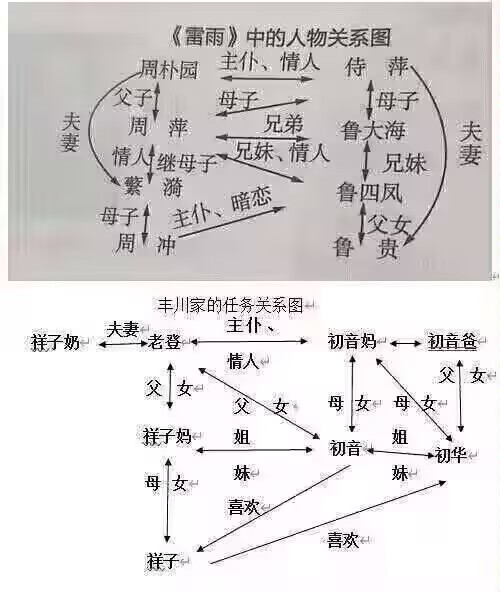 《雷雨》中的人物关系图
周朴园 主仆、情人 侍萍
父子 母子 母子
夫妻 周萍 兄弟 鲁大海 夫妻
情人 继母子 兄妹、情人 兄妹
繁漪 鲁四凤
母子 主仆、暗恋 父女
周冲 鲁贵
丰川家的任务关系图
祥子奶 夫妻 老登 主仆、 初音妈 初音爸
情人
父女 父女 母女 母女 父女
祥子妈 姐 初音 姐 初华
妹 妹
母女 喜欢
祥子 喜欢